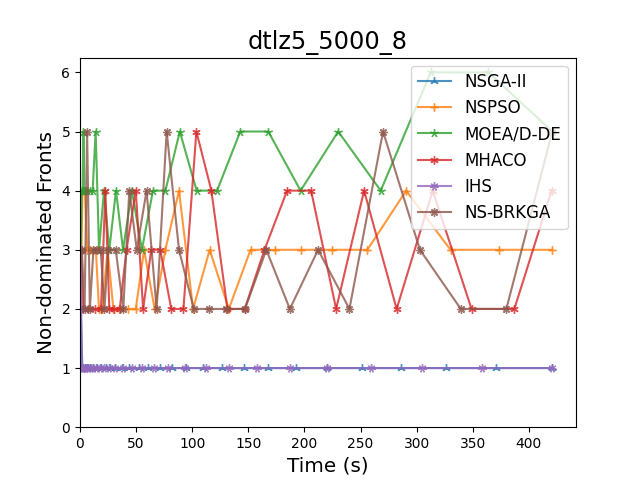 dtlz5_5000_8
Non-dominated Fronts
6
5
4
3
2
1
0
NSGA-II
NSPSO
MOEA/D-DE
MHACO
IHS
NS-BRKGA
0 50 100 150 200 250 300 350 400
Time (s)